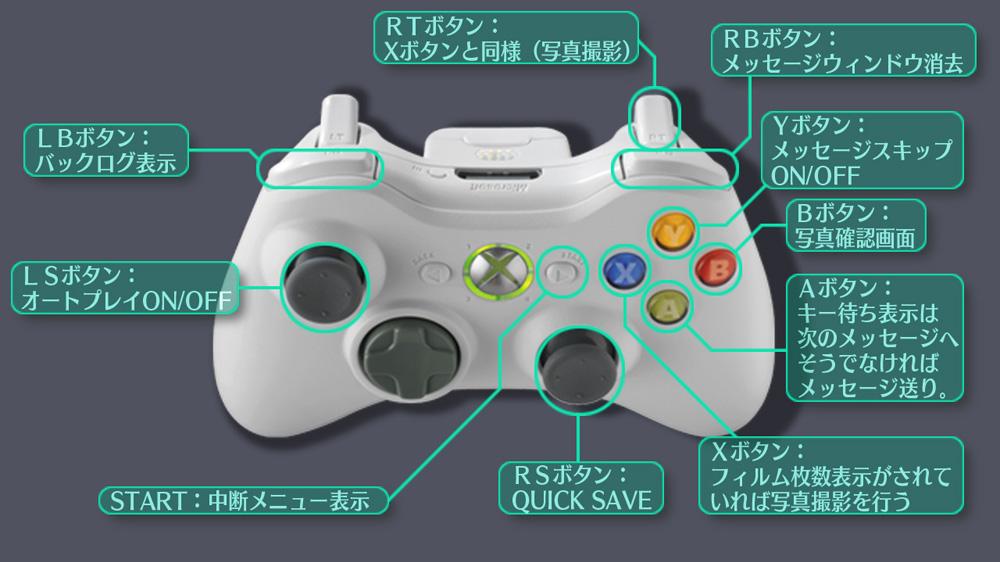 RTボタン：
Xボタンと同様（写真撮影）
RBボタン：
メッセージウィンドウ消去
LBボタン：
バックログ表示
Yボタン：
メッセージスキップ
ON/OFF
Bボタン：
写真確認画面
LSボタン：
オートプレイON/OFF
Aボタン：
キー待ち表示は
次のメッセージへ
そうでなければ
メッセージ送り。
Xボタン：
フィルム枚数表示がされて
いれば写真撮影を行う
RSボタン：
QUICK SAVE
START：中断メニュー表示
Microsoft
BACK
START
X
Y
B
A